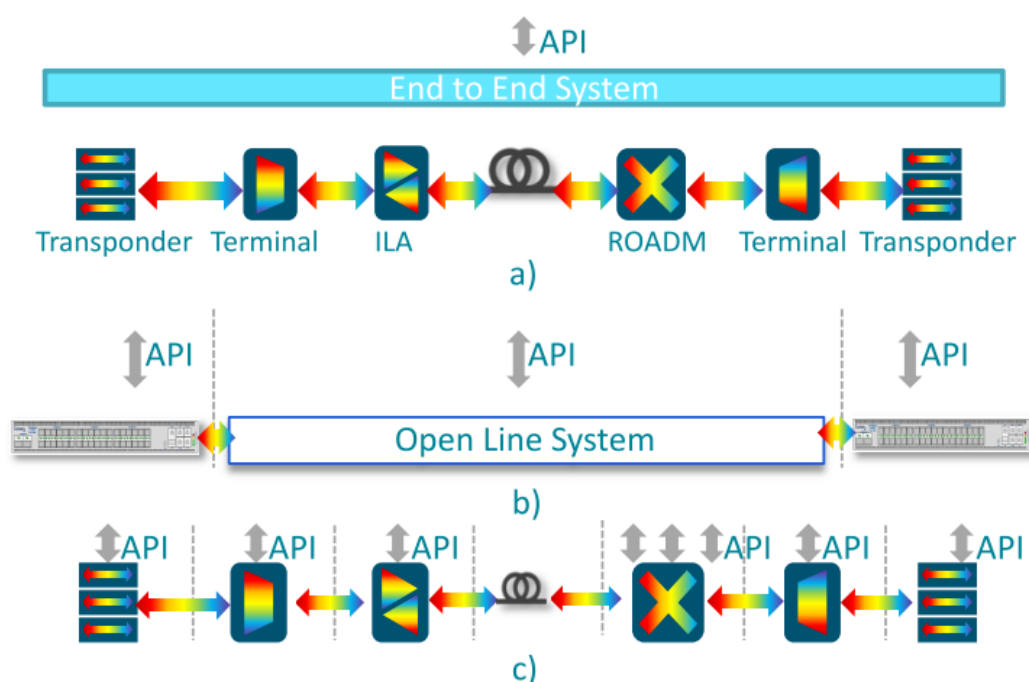 API
End to End System
Transponder Terminal ILA ROADM Terminal Transponder
a)
API API API
Open Line System
b)
API API API API API API
c)